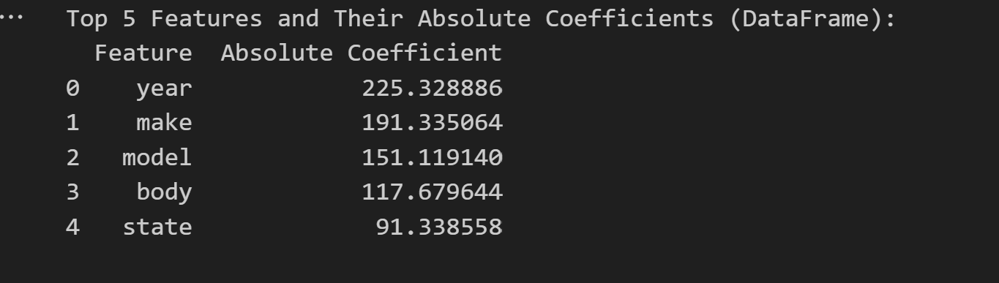 ... Top 5 Features and Their Absolute Coefficients (DataFrame):
Feature Absolute Coefficient
0 year 225.328886
1 make 191.335064
2 model 151.119140
3 body 117.679644
4 state 91.338558